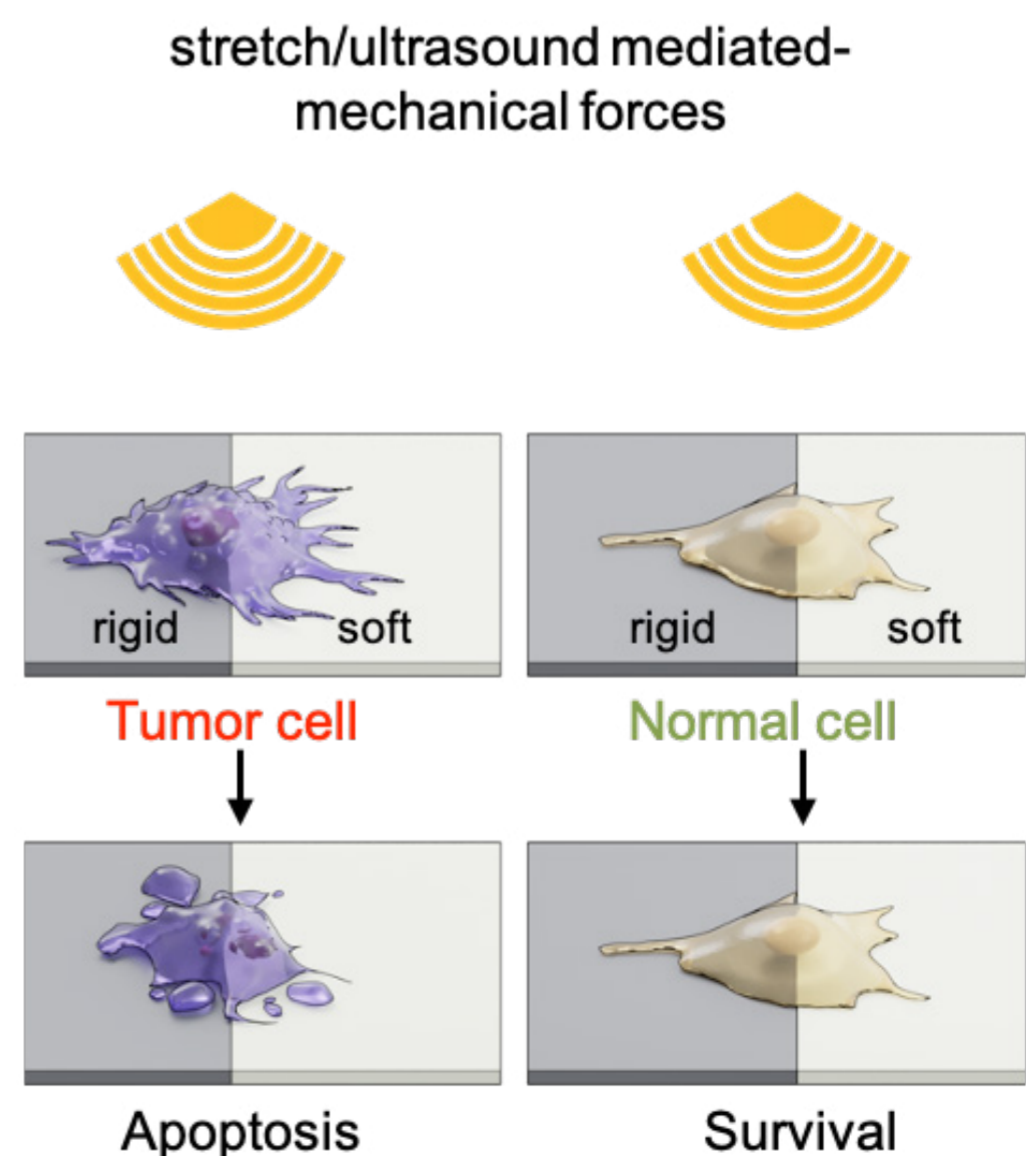 stretch/ultrasound mediated-
mechanical forces
rigid
soft
rigid
soft
Tumor cell
Normal cell
Apoptosis
Survival